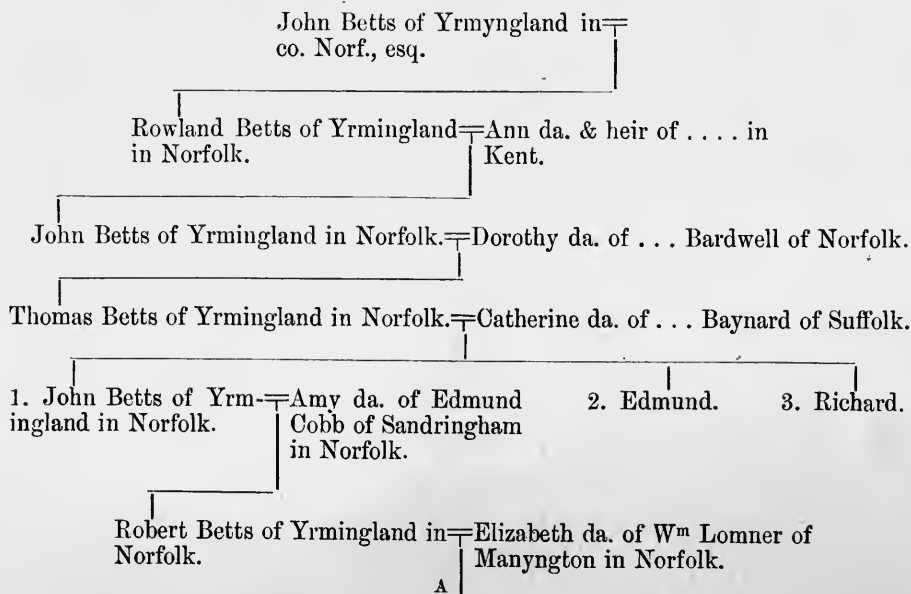 John Betts of Yrmyngland in
co. Norf., esq.
Rowland Betts of Yrmingland
in Norfolk.
Ann da. & heir of . . . . in
Kent.
John Betts of Yrmingland in Norfolk.
Dorothy da. of . . . Bardwell of Norfolk.
Thomas Betts of Yrmingland in Norfolk.
Catherine da. of . . . Baynard of Suffolk.
1. John Betts of Yrm-
ingland in Norfolk.
Amy da. of Edmund
Cobb of Sandringham
in Norfolk.
2. Edmund.
3. Richard.
Robert Betts of Yrmingland in
Norfolk.
Elizabeth da. of Wᵐ Lomner of
Manyngton in Norfolk.
A